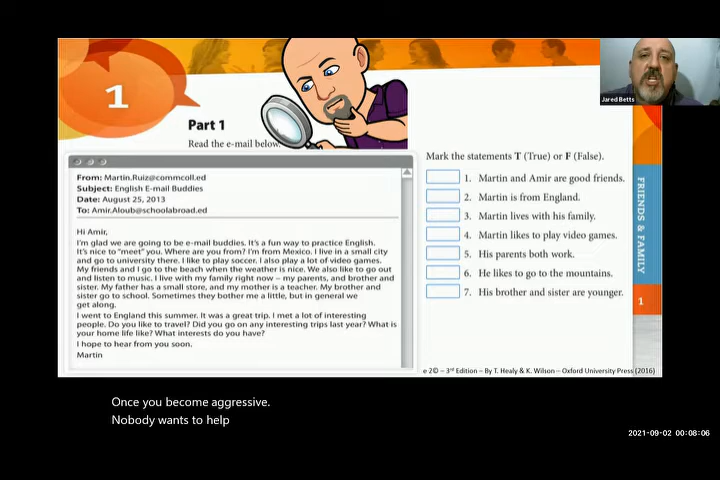 1
Part 1
Read the e-mail below.
From: Martin.Ruiz@commcoll.ed
Subject: English E-mail Buddies
Date: August 25, 2013
To: Amir.Aloub@schoolabroad.ed
Hi Amir,
I'm glad we are going to be e-mail buddies. It's a fun way to practice English.
It's nice to "meet" you. Where are you from? I'm from Mexico. I live in a small city
and go to university there. I like to play soccer. I also play a lot of video games.
My friends and I go to the beach when the weather is nice. We also like to go out
and listen to music. I live with my family right now – my parents, and brother and
sister. My father has a small store, and my mother is a teacher. My brother and
sister go to school. Sometimes they bother me a little, but in general we
get along.
I went to England this summer. It was a great trip. I met a lot of interesting
people. Do you like to travel? Did you go on any interesting trips last year? What is
your home life like? What interests do you have?
I hope to hear from you soon.
Martin
Mark the statements T (True) or F (False).
1. Martin and Amir are good friends.
2. Martin is from England.
3. Martin lives with his family.
4. Martin likes to play video games.
5. His parents both work.
6. He likes to go to the mountains.
7. His brother and sister are younger.
Jared Betts
FRIENDS & FAMILY
1
e 2© – 3rd Edition – By T. Healy & K. Wilson – Oxford University Press (2016)
Once you become aggressive.
Nobody wants to help
2021-09-02 00:08:06